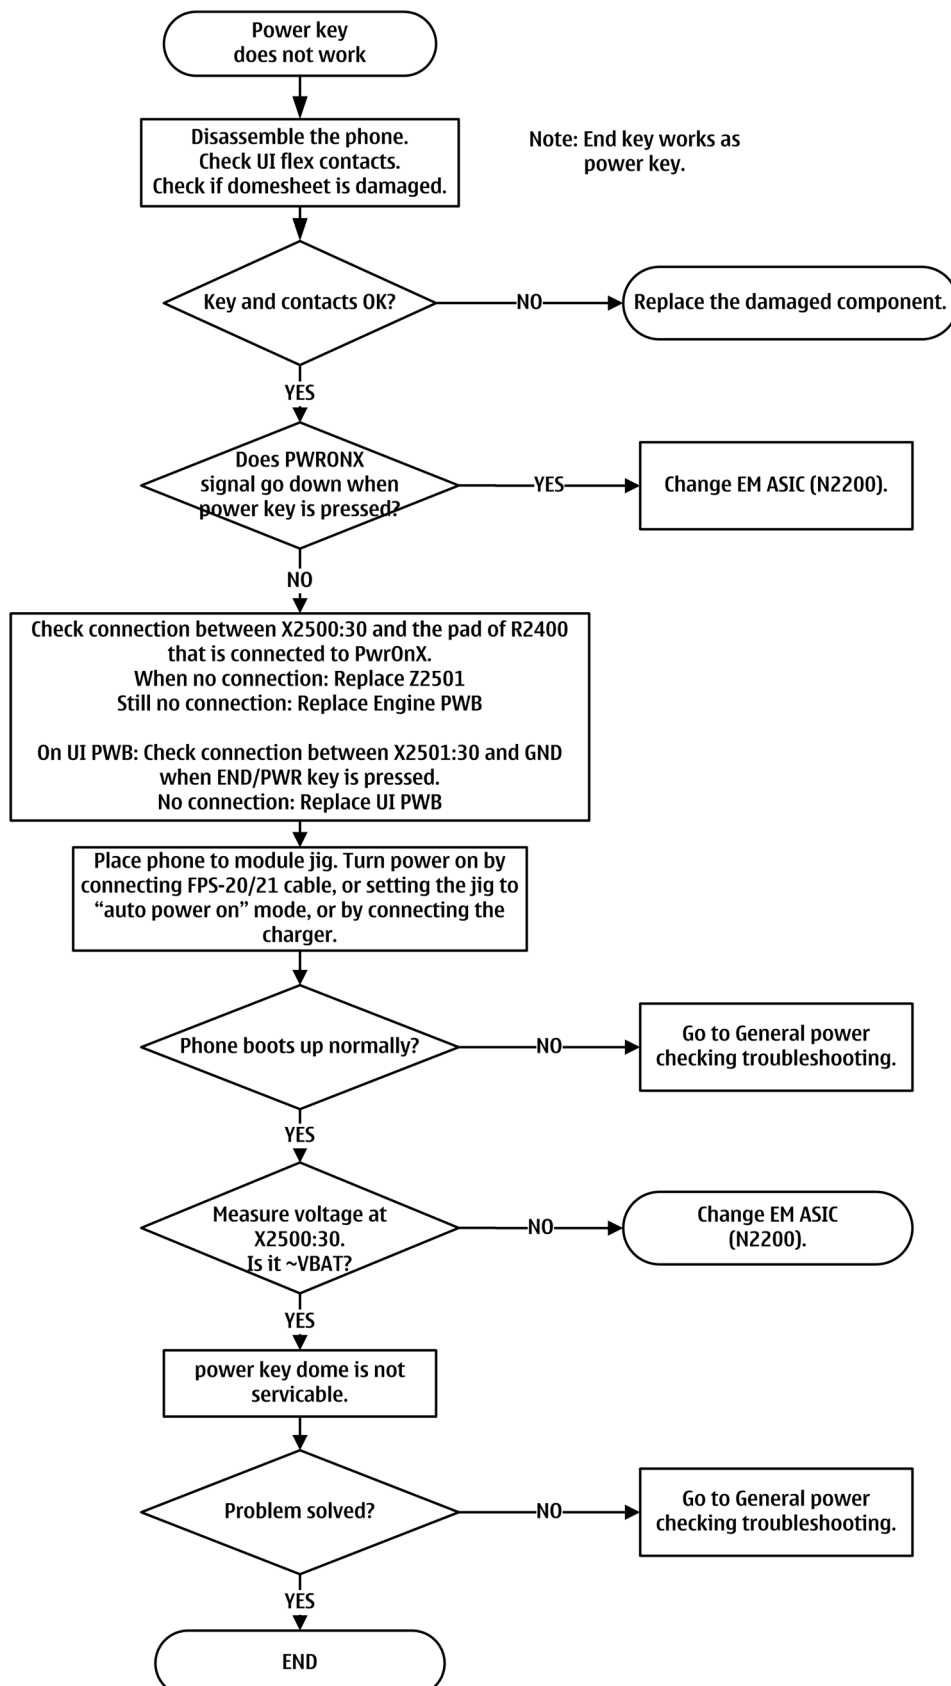 Power key
does not work
Disassemble the phone.
Check UI flex contacts.
Check if domesheet is damaged.
Note: End key works as
power key.
Key and contacts OK?
NO
Replace the damaged component.
YES
Does PWRONX
signal go down when
power key is pressed?
YES
Change EM ASIC (N2200).
NO
Check connection between X2500:30 and the pad of R2400
that is connected to PwrOnX.
When no connection: Replace Z2501
Still no connection: Replace Engine PWB
On UI PWB: Check connection between X2501:30 and GND
when END/PWR key is pressed.
No connection: Replace UI PWB
Place phone to module jig. Turn power on by
connecting FPS-20/21 cable, or setting the jig to
“auto power on” mode, or by connecting the
charger.
Phone boots up normally?
NO
Go to General power
checking troubleshooting.
YES
Measure voltage at
X2500:30.
Is it ~VBAT?
NO
Change EM ASIC
(N2200).
YES
power key dome is not
servicable.
Problem solved?
NO
Go to General power
checking troubleshooting.
YES
END